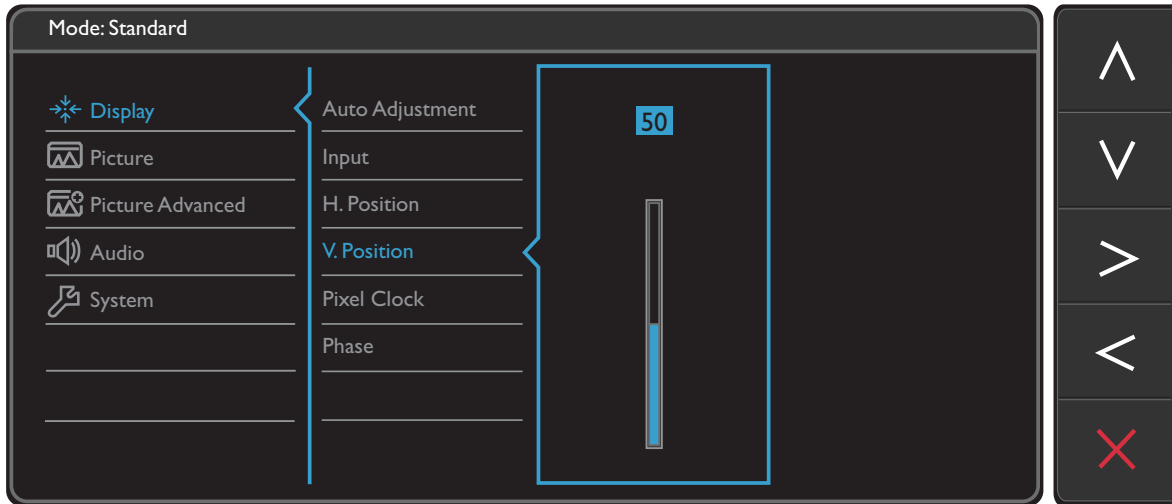 Mode: Standard
Display
Picture
Picture Advanced
Audio
System
Auto Adjustment
Input
H. Position
V. Position
Pixel Clock
Phase
50